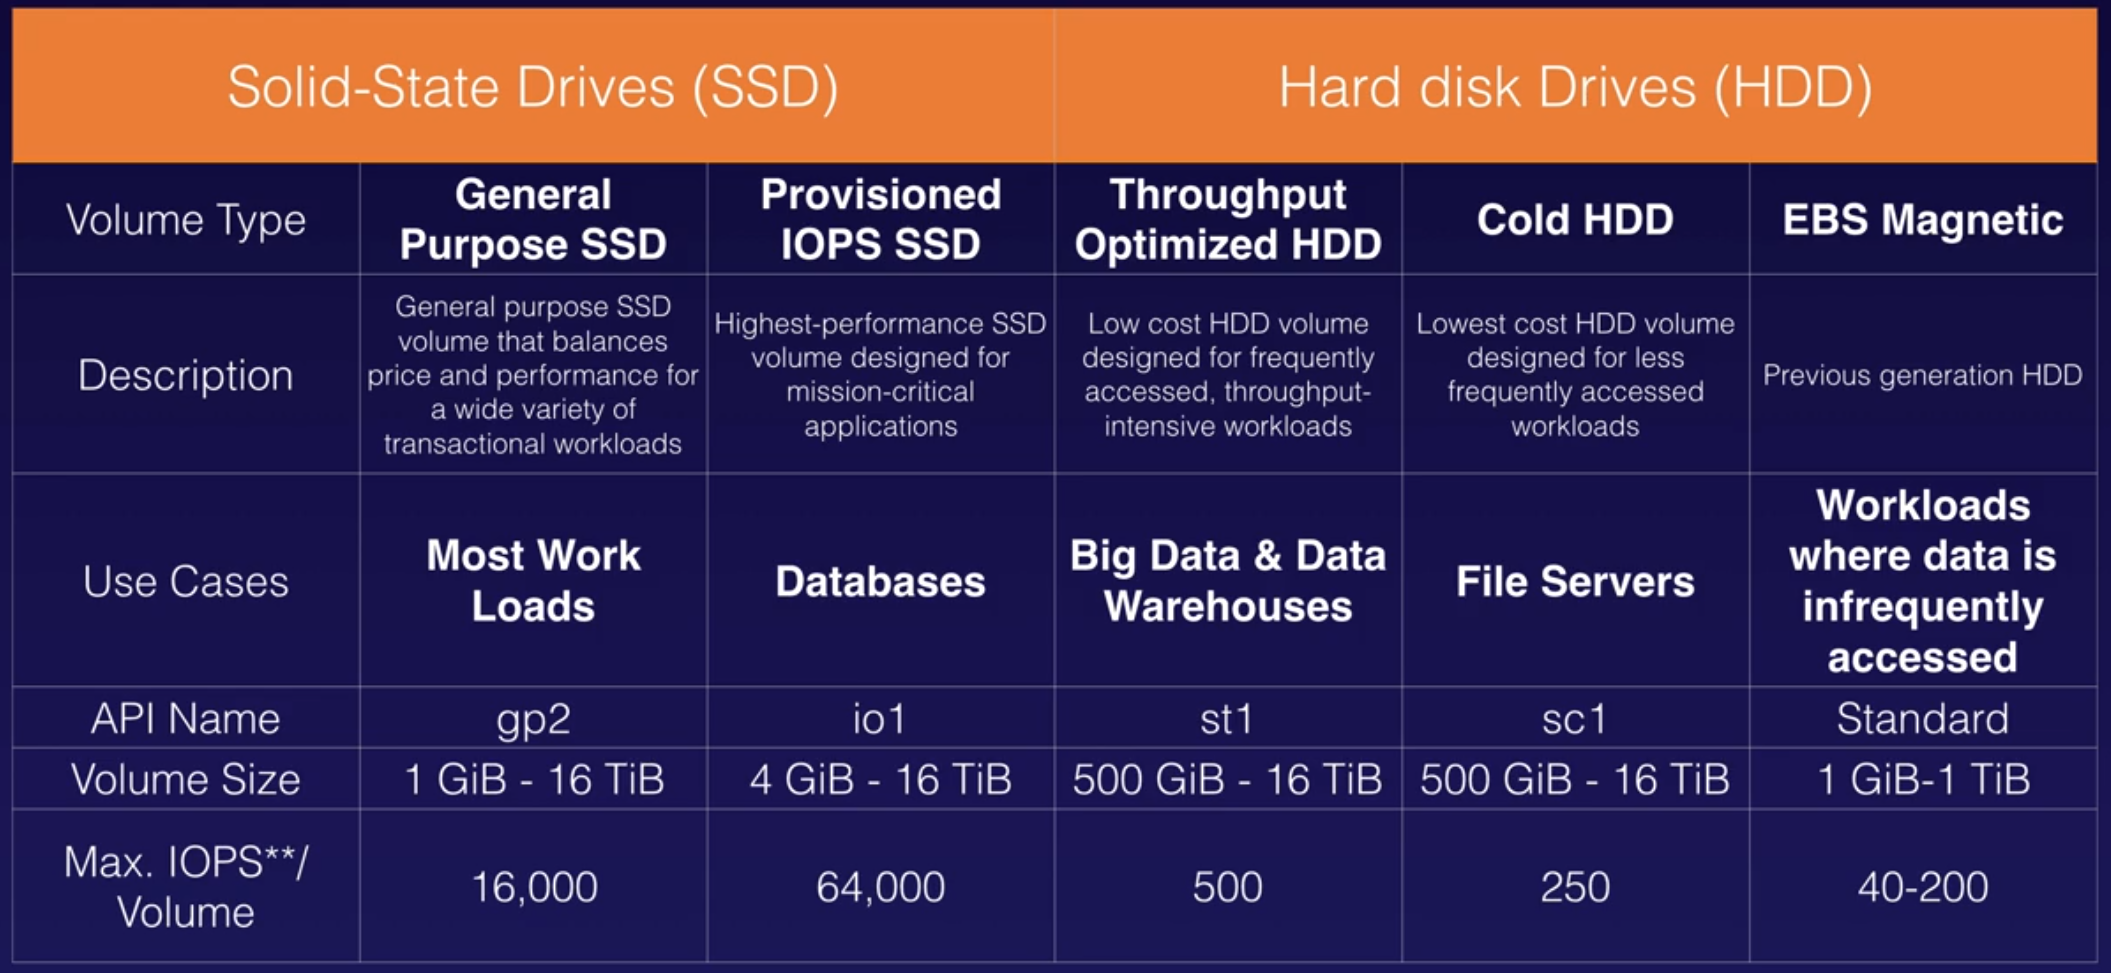 Solid-State Drives (SSD)
Hard disk Drives (HDD)
Volume Type
General
Purpose SSD
Provisioned
IOPS SSD
Throughput
Optimized HDD
Cold HDD
EBS Magnetic
Description
General purpose SSD
volume that balances
price and performance for
a wide variety of
transactional workloads
Highest-performance SSD
volume designed for
mission-critical
applications
Low cost HDD volume
designed for frequently
accessed, throughput-
intensive workloads
Lowest cost HDD volume
designed for less
frequently accessed
workloads
Previous generation HDD
Use Cases
Most Work
Loads
Databases
Big Data & Data
Warehouses
File Servers
Workloads
where data is
infrequently
accessed
API Name
gp2
io1
st1
sc1
Standard
Volume Size
1 GiB - 16 TiB
4 GiB - 16 TiB
500 GiB - 16 TiB
500 GiB - 16 TiB
1 GiB-1 TiB
Max. IOPS**/
Volume
16,000
64,000
500
250
40-200